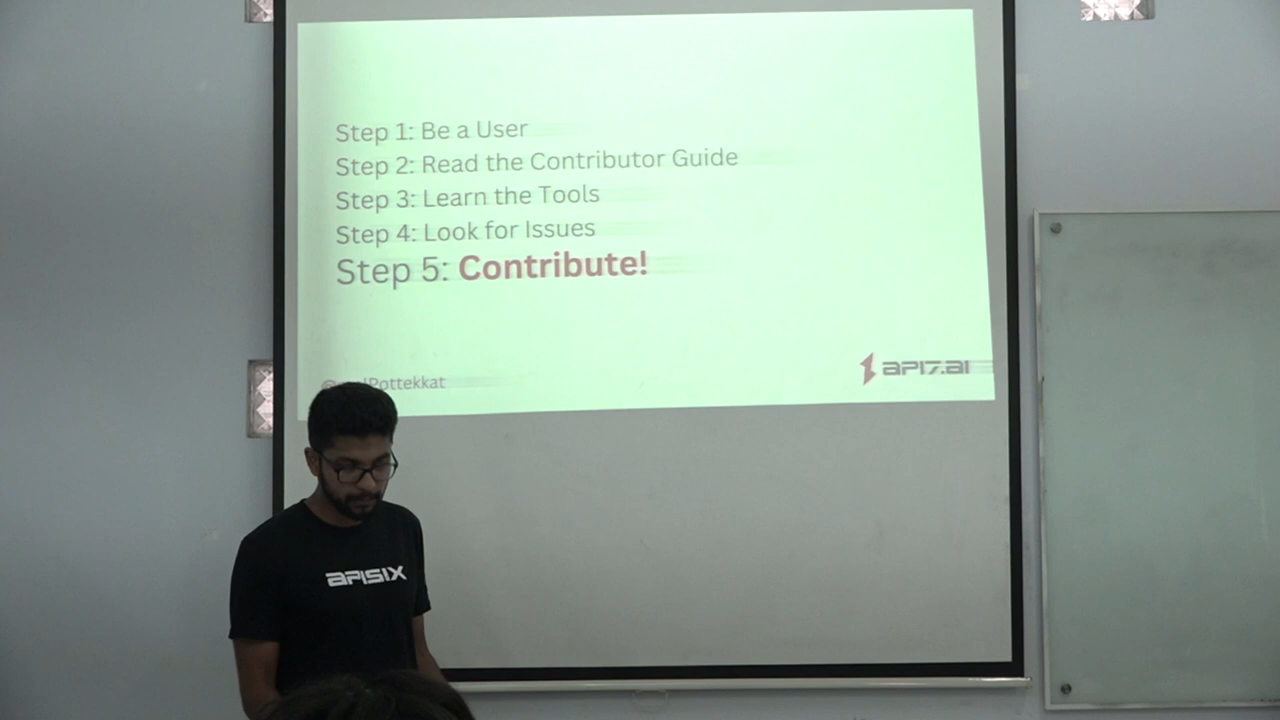 Step 1: Be a User
Step 2: Read the Contributor Guide
Step 3: Learn the Tools
Step 4: Look for Issues
Step 5: Contribute!
API7.AI
APISIX